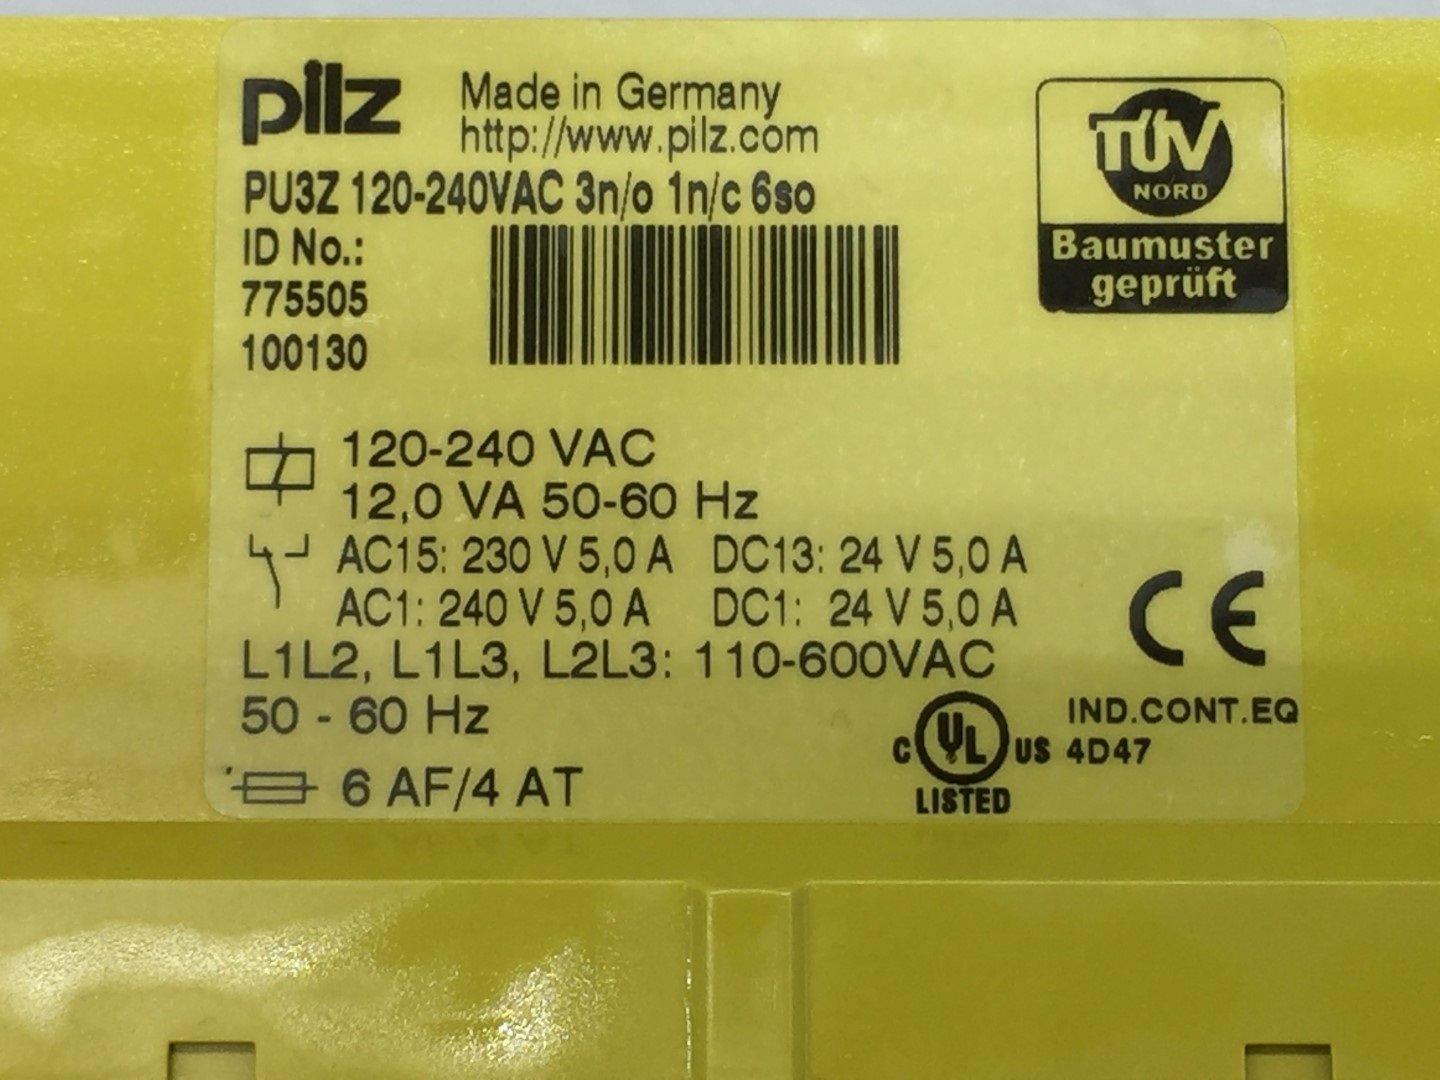 pilz
Made in Germany
http://www.pilz.com
PU3Z 120-240VAC 3n/o 1n/c 6so
ID No.:
775505
100130
TÜV
NORD
Baumuster
geprüft
120-240 VAC
12,0 VA 50-60 Hz
AC15: 230 V 5,0 A DC13: 24 V 5,0 A
AC1: 240 V 5,0 A DC1: 24 V 5,0 A
CE
L1L2, L1L3, L2L3: 110-600VAC
50 - 60 Hz
6 AF/4 AT
C UL US
LISTED
IND.CONT.EQ
4D47